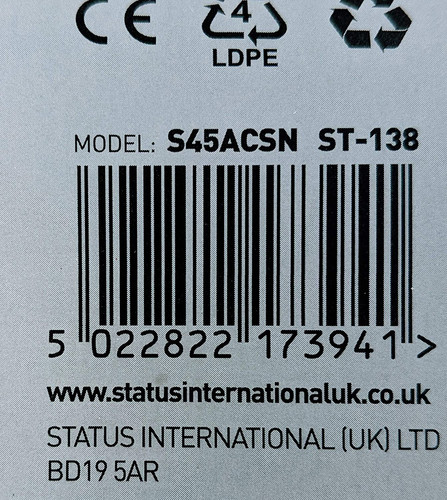 CE 4
LDPE
MODEL: S45ACSN ST-138
5 022822 173941 >
www.statusinternationaluk.co.uk
STATUS INTERNATIONAL (UK) LTD
BD19 5AR